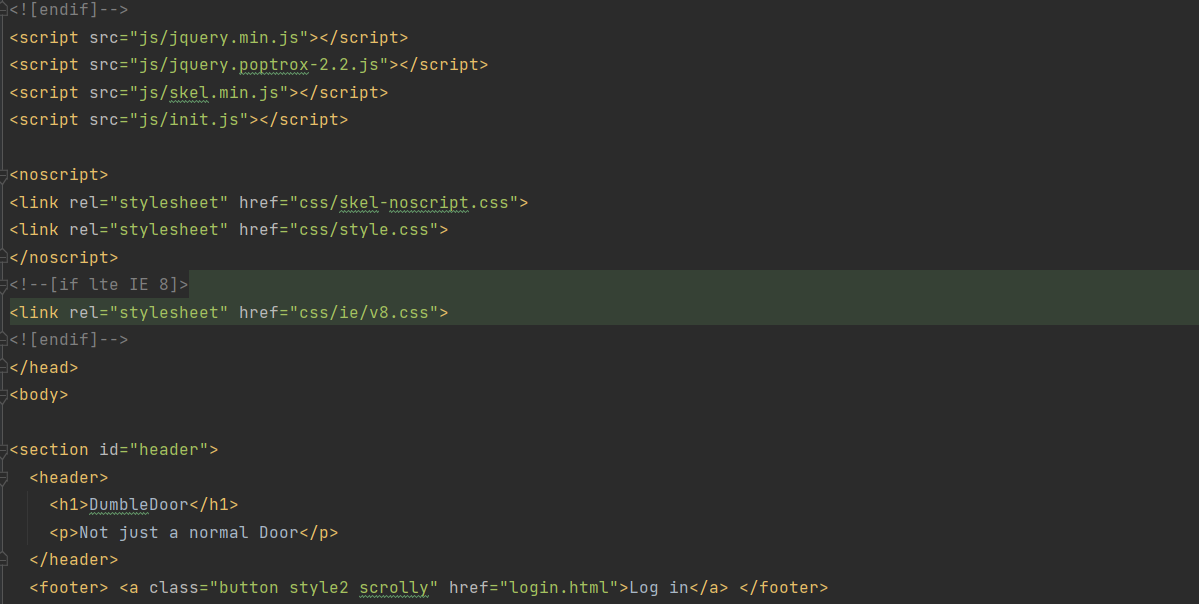 <![endif]-->
<script src="js/jquery.min.js"></script>
<script src="js/jquery.poptrox-2.2.js"></script>
<script src="js/skel.min.js"></script>
<script src="js/init.js"></script>
<noscript>
<link rel="stylesheet" href="css/skel-noscript.css">
<link rel="stylesheet" href="css/style.css">
</noscript>
<!--[if lte IE 8]>
<link rel="stylesheet" href="css/ie/v8.css">
<![endif]-->
</head>
<body>
<section id="header">
<header>
<h1>DumbleDoor</h1>
<p>Not just a normal Door</p>
</header>
<footer> <a class="button style2 scrolly" href="login.html">Log in</a> </footer>